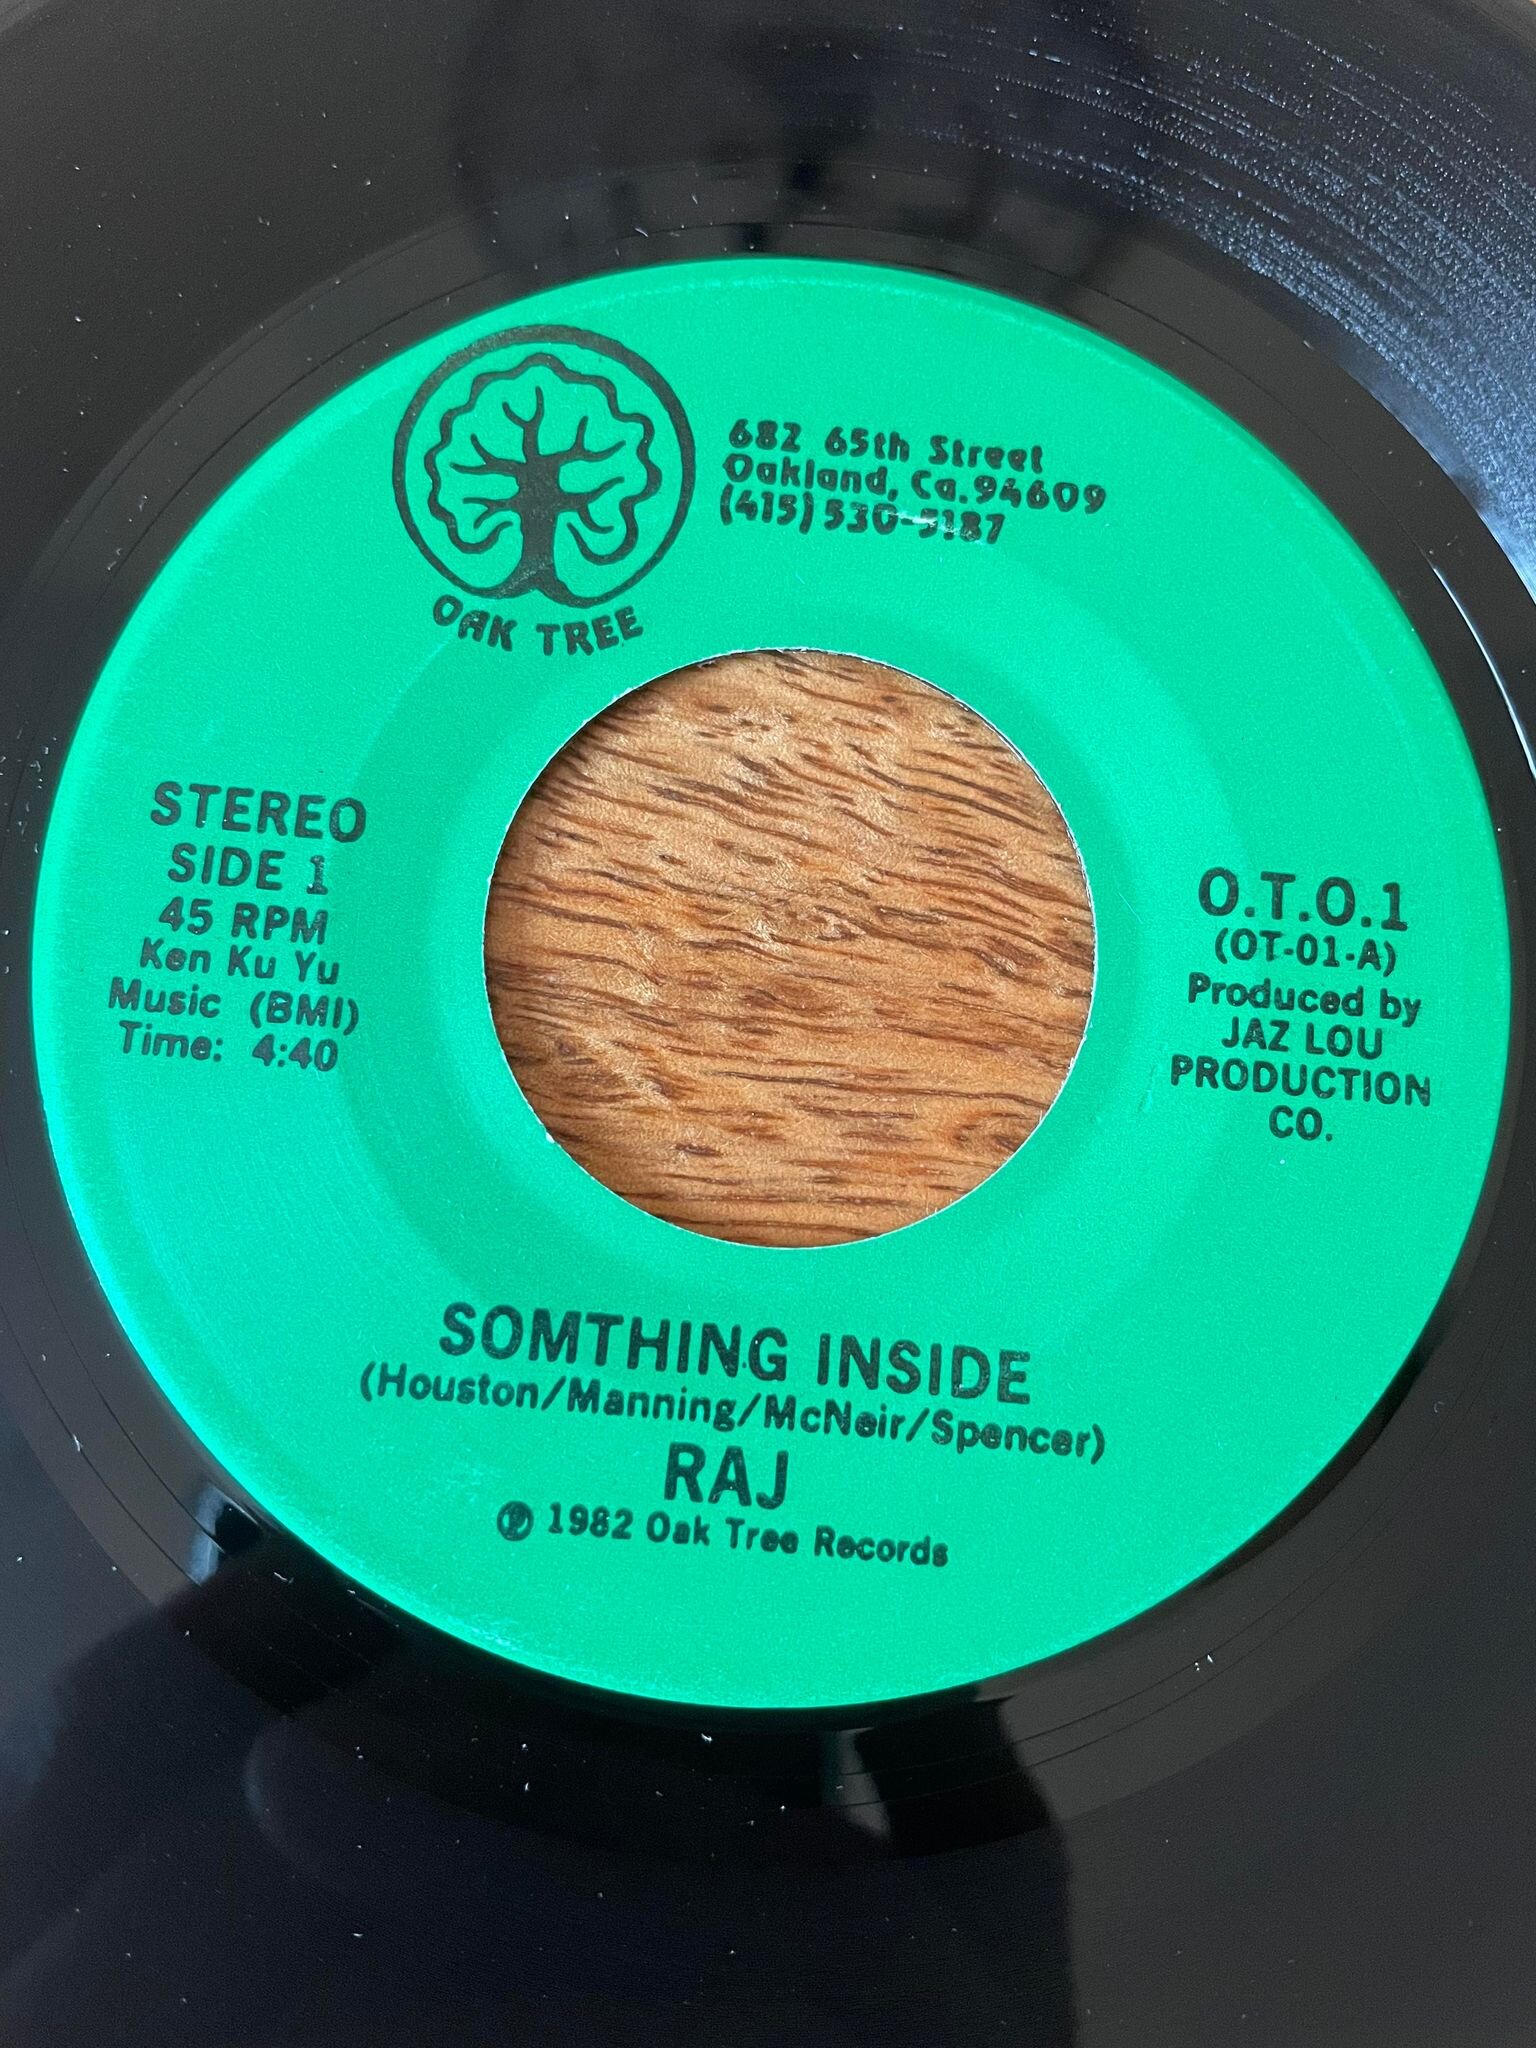 OAK TREE
682 65th Street
Oakland, Ca. 94609
(415) 530-5187
STEREO
SIDE 1
45 RPM
Ken Ku Yu
Music (BMI)
Time: 4:40
O.T.O.1
(OT-01-A)
Produced by
JAZ LOU
PRODUCTION
CO.
SOMTHING INSIDE
(Houston/Manning/McNeir/Spencer)
RAJ
℗ 1982 Oak Tree Records